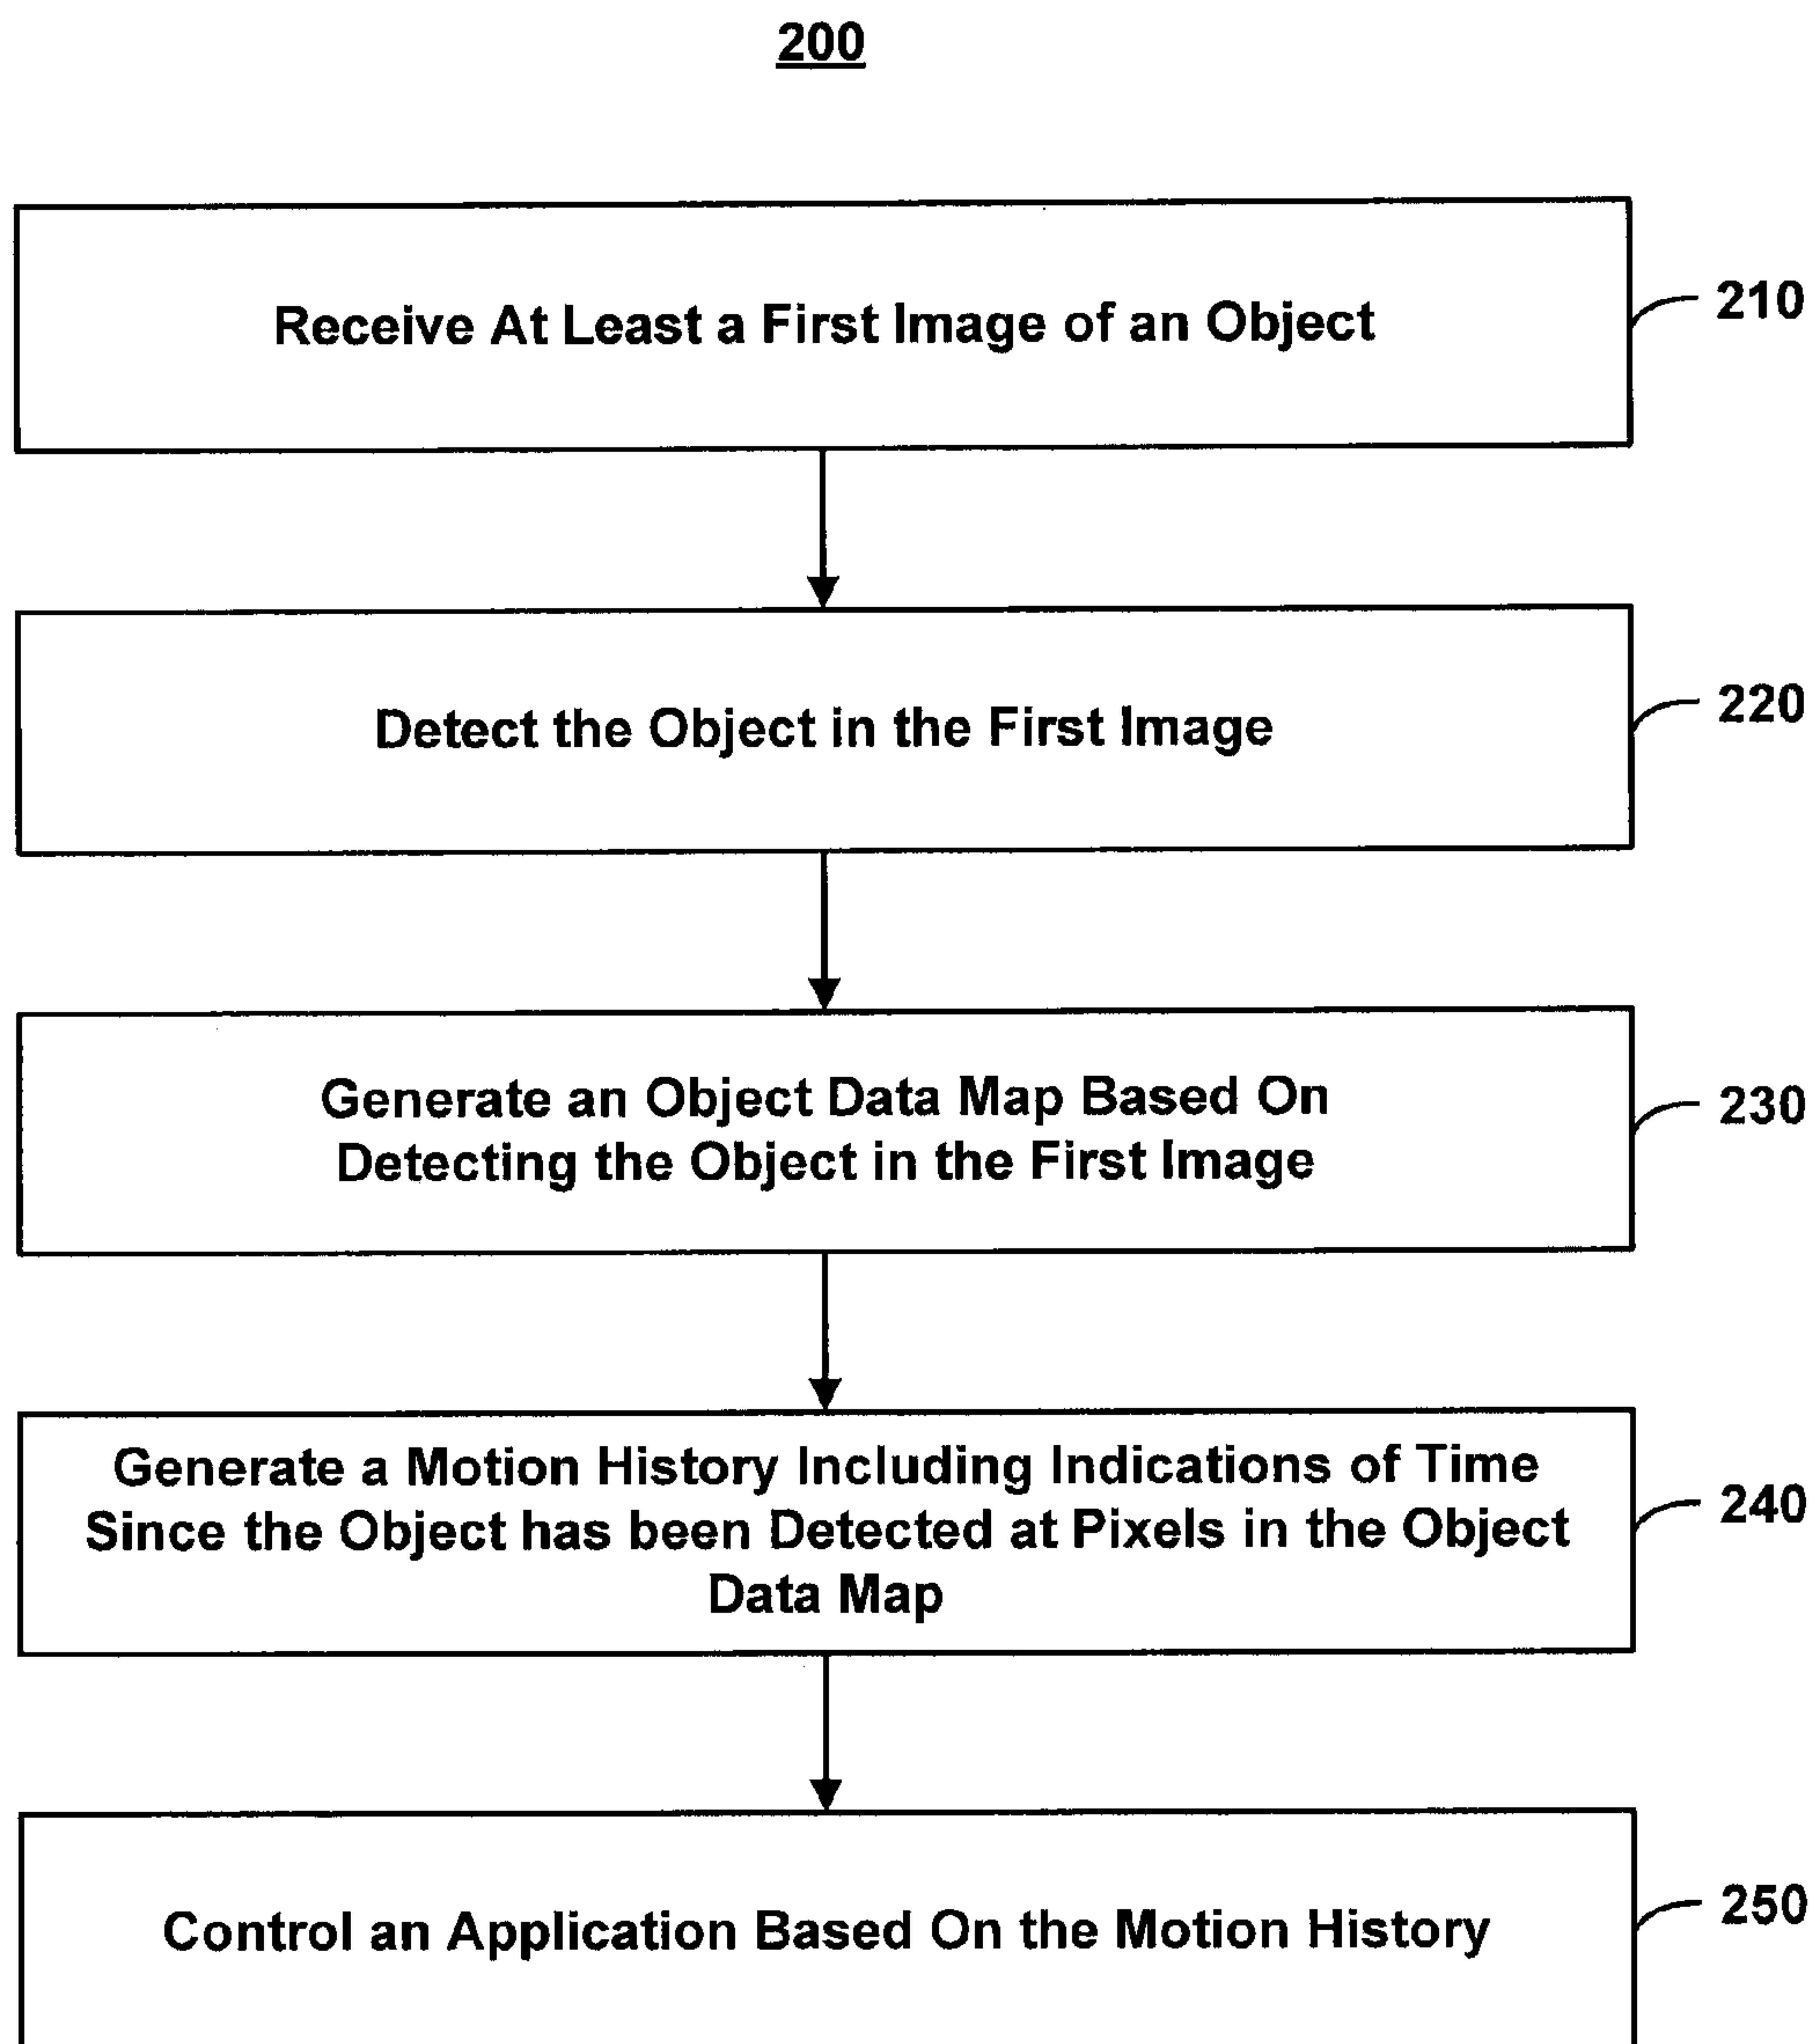 200
Receive At Least a First Image of an Object
210
Detect the Object in the First Image
220
Generate an Object Data Map Based On
Detecting the Object in the First Image
230
Generate a Motion History Including Indications of Time
Since the Object has been Detected at Pixels in the Object
Data Map
240
Control an Application Based On the Motion History
250